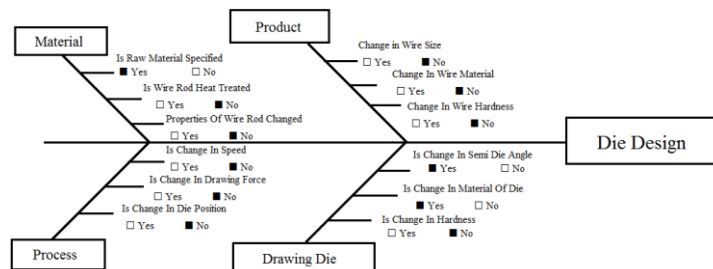 Material
Is Raw Material Specified
■ Yes □ No
Is Wire Rod Heat Treated
□ Yes ■ No
Properties Of Wire Rod Changed
□ Yes ■ No
Product
Change in Wire Size
□ Yes ■ No
Change In Wire Material
□ Yes ■ No
Change In Wire Hardness
□ Yes ■ No
Die Design
Is Change In Speed
□ Yes ■ No
Is Change In Drawing Force
□ Yes ■ No
Is Change In Die Position
□ Yes ■ No
Process
Is Change In Semi Die Angle
■ Yes □ No
Is Change In Material Of Die
■ Yes □ No
Is Change In Hardness
□ Yes ■ No
Drawing Die